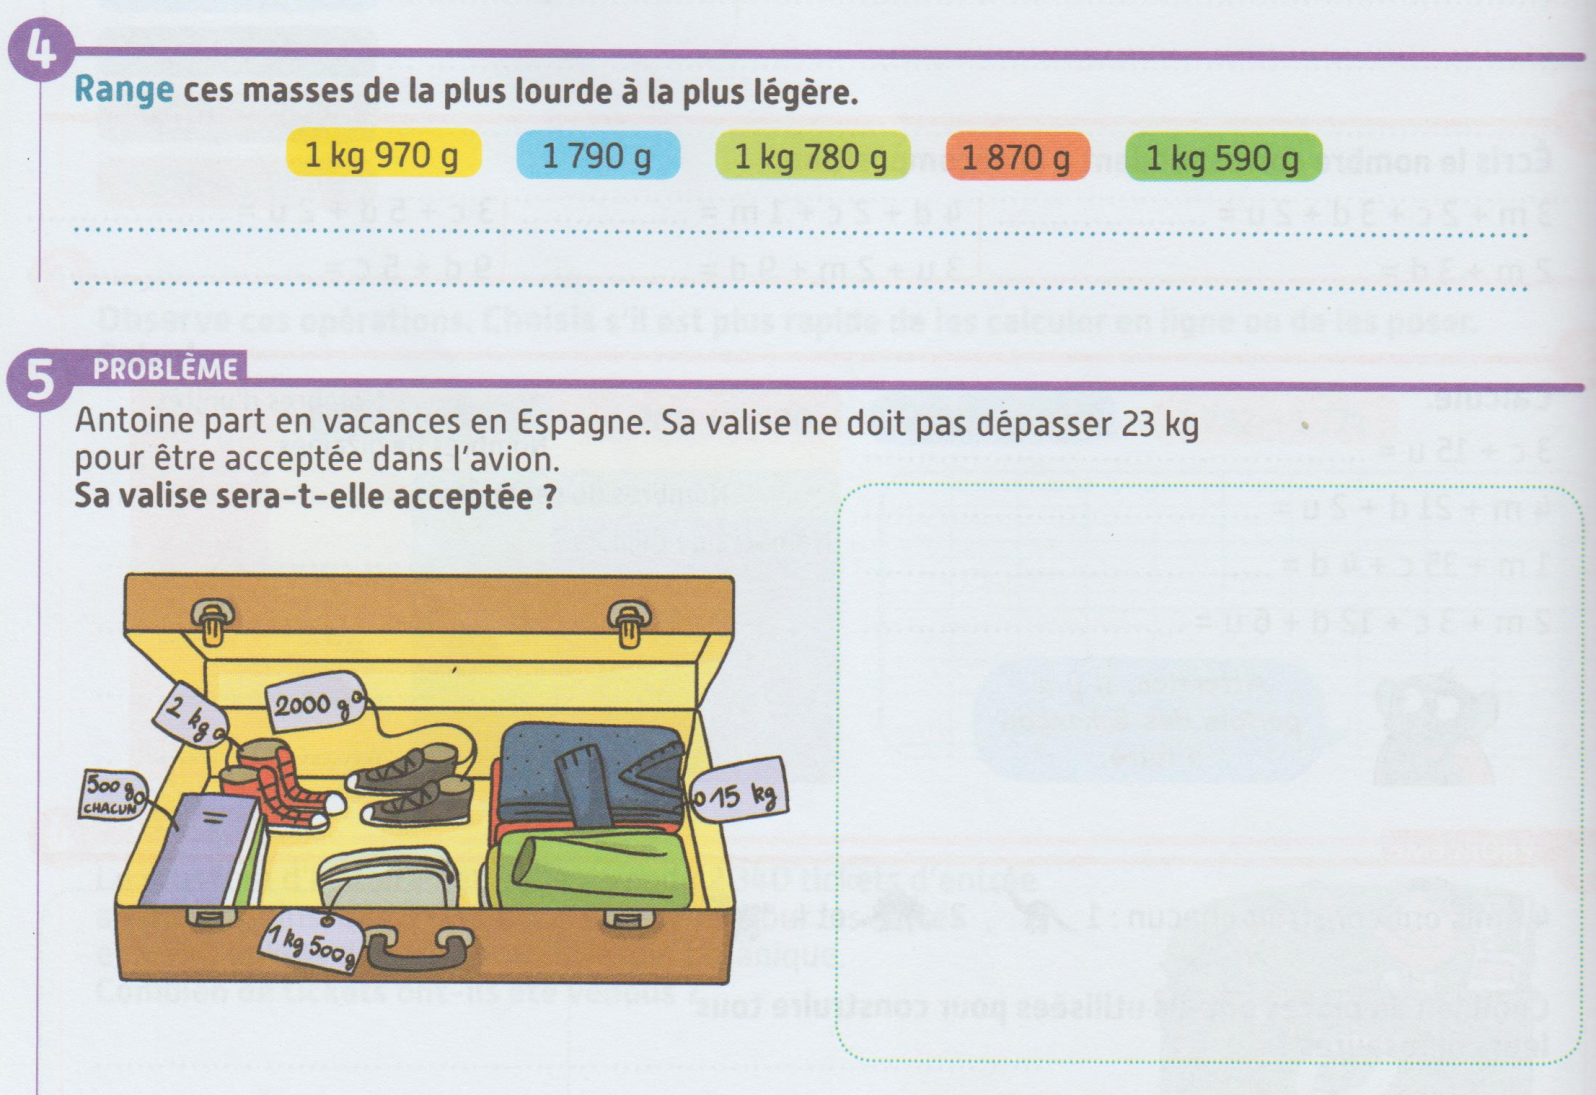 4
Range ces masses de la plus lourde à la plus légère.
1 kg 970 g 1 790 g 1 kg 780 g 1 870 g 1 kg 590 g
5 PROBLÈME
Antoine part en vacances en Espagne. Sa valise ne doit pas dépasser 23 kg
pour être acceptée dans l'avion.
Sa valise sera-t-elle acceptée ?
2 kg
2000 g
500 g
CHACUN
15 kg
1 kg 500g